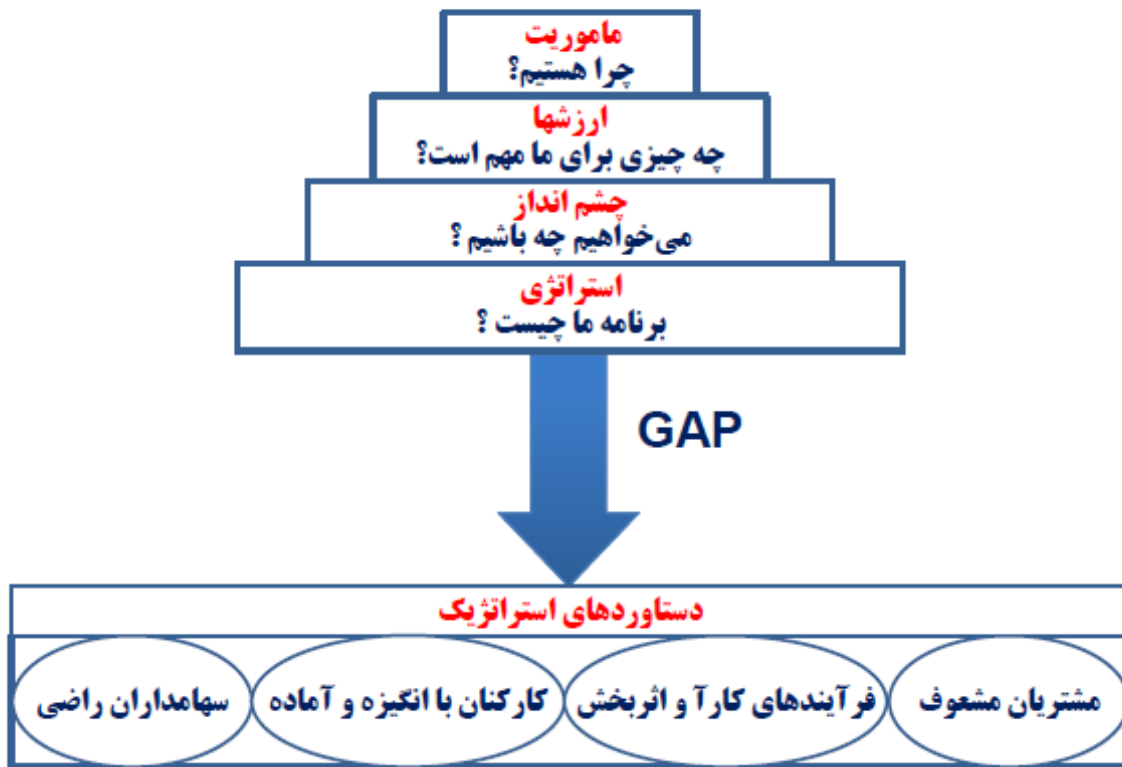 ماموریت
چرا هستیم؟
ارزشها
چه چیزی برای ما مهم است؟
چشم انداز
می‌خواهیم چه باشیم ؟
استراتژی
برنامه ما چیست ؟
GAP
دستاوردهای استراتژیک
مشتریان مشعوف
فرآیندهای کارآ و اثربخش
کارکنان با انگیزه و آماده
سهامداران راضی